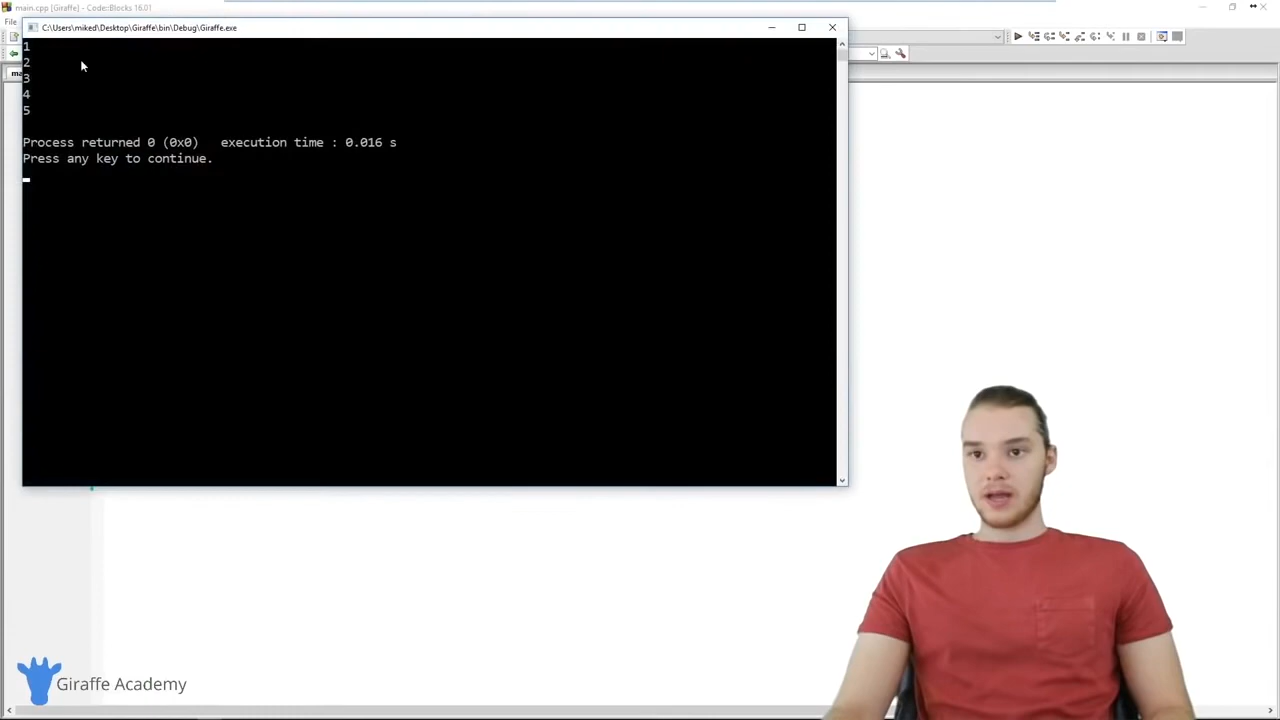 main.cpp [Giraffe] - Code::Blocks 16.01
File
C:\Users\miked\Desktop\Giraffe\bin\Debug\Giraffe.exe
1
2
3
4
5
Process returned 0 (0x0)   execution time : 0.016 s
Press any key to continue.
Giraffe Academy